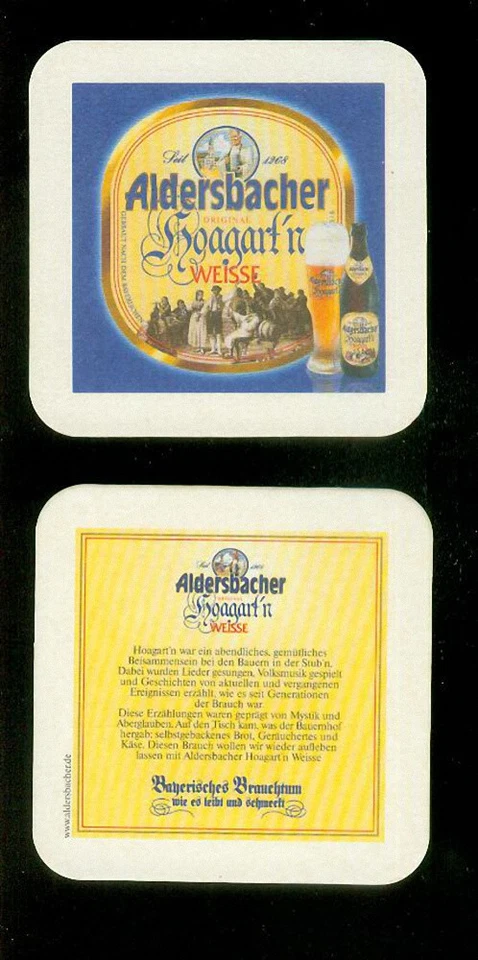 Seit 1268
Aldersbacher
ORIGINAL
Hoagart'n
WEISSE
GEBRAUT NACH DEM
Aldersbacher
Seit 1268
Aldersbacher
ORIGINAL
Hoagart'n
WEISSE
Hoagart'n war ein abendliches, gemütliches
Beisammensein bei den Bauern in der Stub'n.
Dabei wurden Lieder gesungen, Volksmusik gespielt
und Geschichten von aktuellen und vergangenen
Ereignissen erzählt, wie es seit Generationen
der Brauch war.
Diese Erzählungen waren geprägt von Mystik und
Aberglauben. Auf den Tisch kam, was der Bauernhof
hergab: selbstgebackenes Brot, Geräuchertes und
Käse. Diesen Brauch wollen wir wieder aufleben
lassen mit Aldersbacher Hoagart'n Weisse
Bayerisches Brauchtum
wie es leibt und schmeckt
www.aldersbacher.de